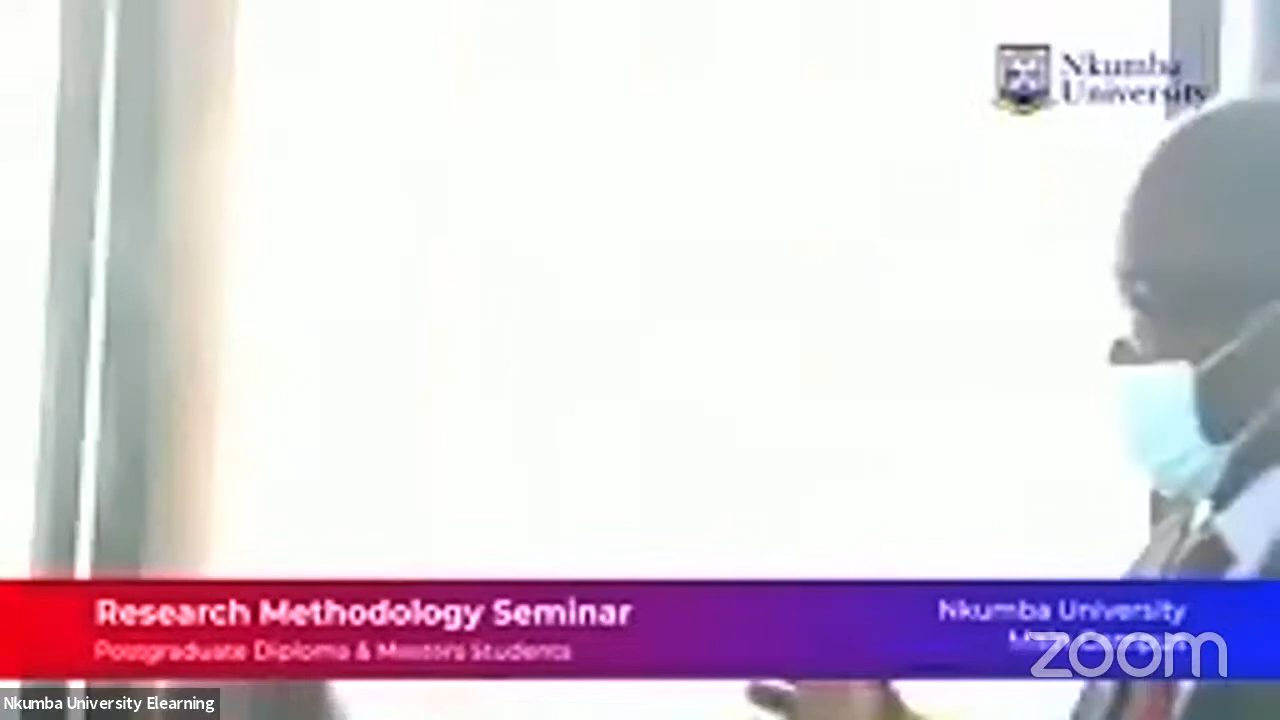 Nkumba
University
Research Methodology Seminar
Postgraduate Diploma & Masters Students
Nkumba University
zoom
Nkumba University Elearning